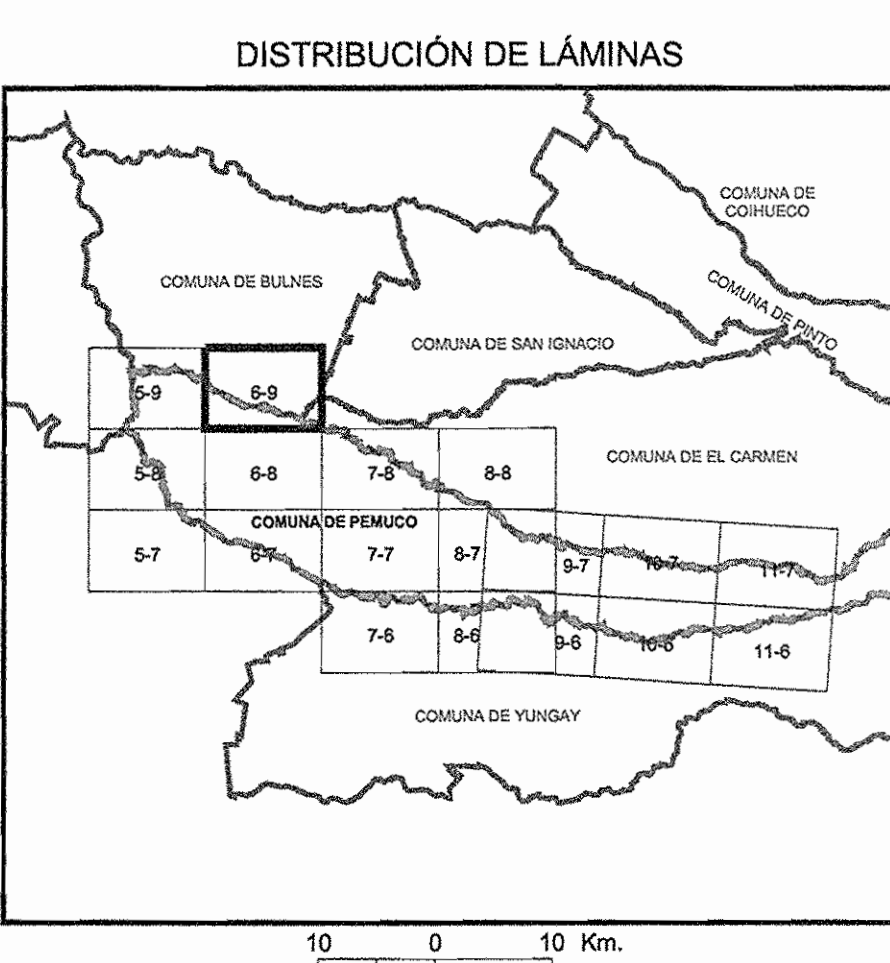 DISTRIBUCIÓN DE LÁMINAS
COMUNA DE
COIHUECO
COMUNA DE BULNES
COMUNA DE PINTO
COMUNA DE SAN IGNACIO
5-9
6-9
COMUNA DE EL CARMEN
5-8
6-8
7-8
8-8
COMUNA DE PEMUCO
5-7
6-7
7-7
8-7
9-7
10-7
11-7
7-6
8-6
9-6
10-6
11-6
COMUNA DE YUNGAY
10 0 10 Km.